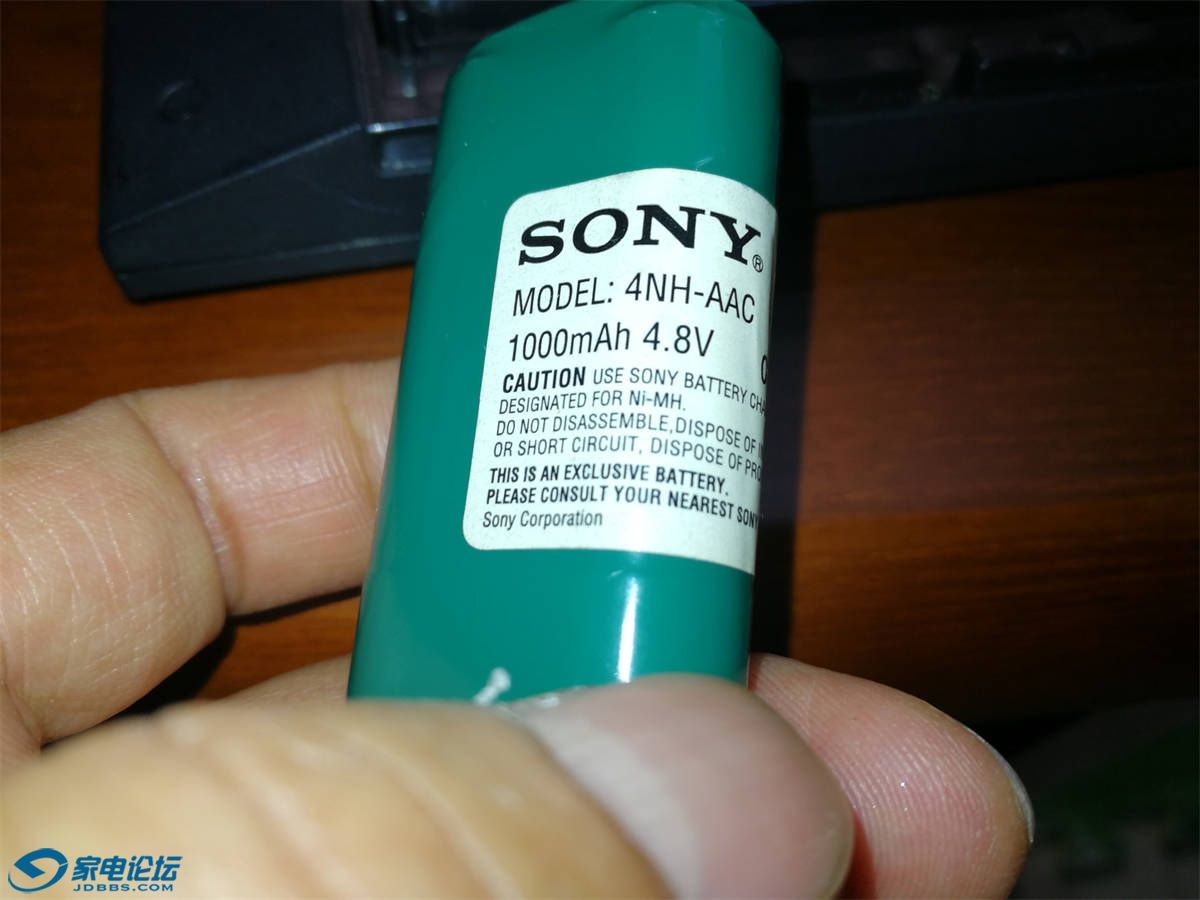 SONY®
MODEL: 4NH-AAC
1000mAh 4.8V
CAUTION USE SONY BATTERY
DESIGNATED FOR Ni-MH.
DO NOT DISASSEMBLE,DISPOSE OF
OR SHORT CIRCUIT, DISPOSE OF
THIS IS AN EXCLUSIVE BATTERY.
PLEASE CONSULT YOUR NEAREST SONY
Sony Corporation
家电论坛
JDBBS.COM